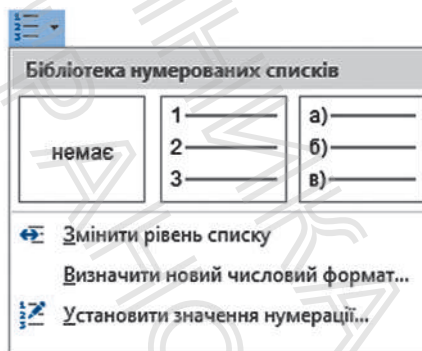 Бібліотека нумерованих списків
немає
1
2
3
а)
б)
в)
Змінити рівень списку
Визначити новий числовий формат...
Установити значення нумерації...